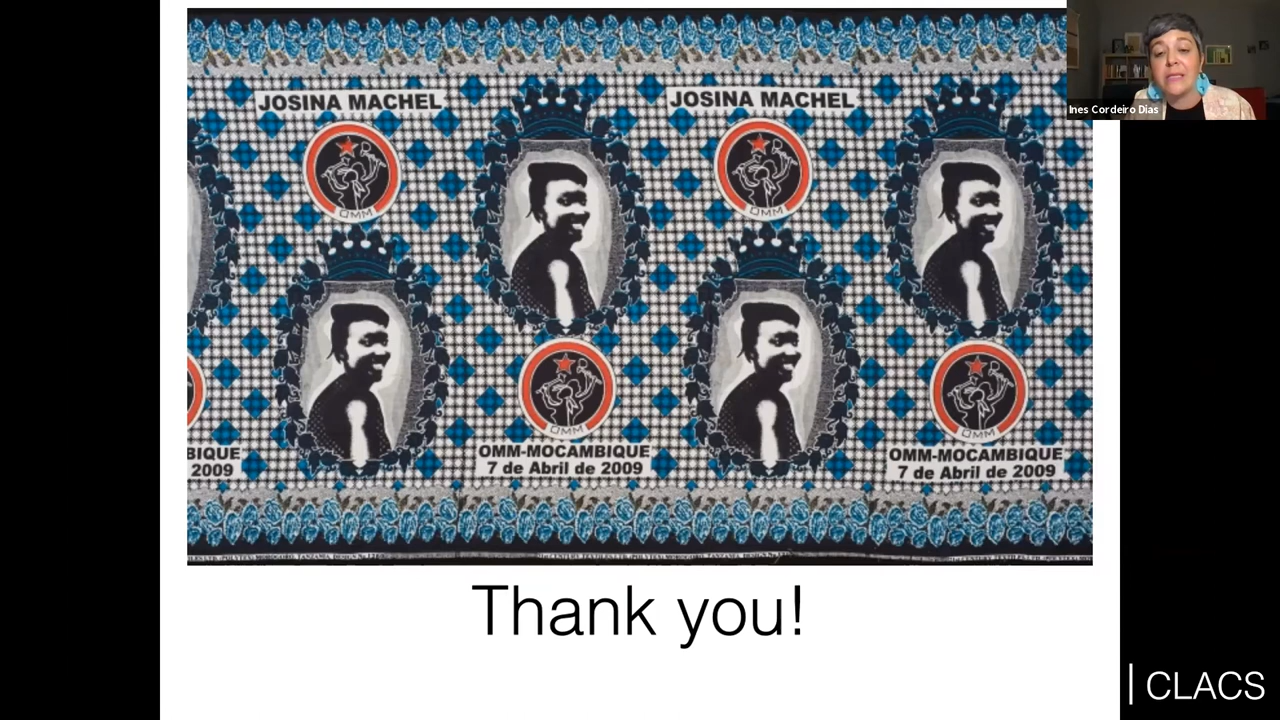 JOSINA MACHEL
JOSINA MACHEL
Ines Cordeiro Dias
OMM
OMM
OMM
OMM
BIQUE
2009
OMM-MOCAMBIQUE
7 de Abril de 2009
OMM-MOCAMBIQUE
7 de Abril de 2009
Thank you!
CLACS